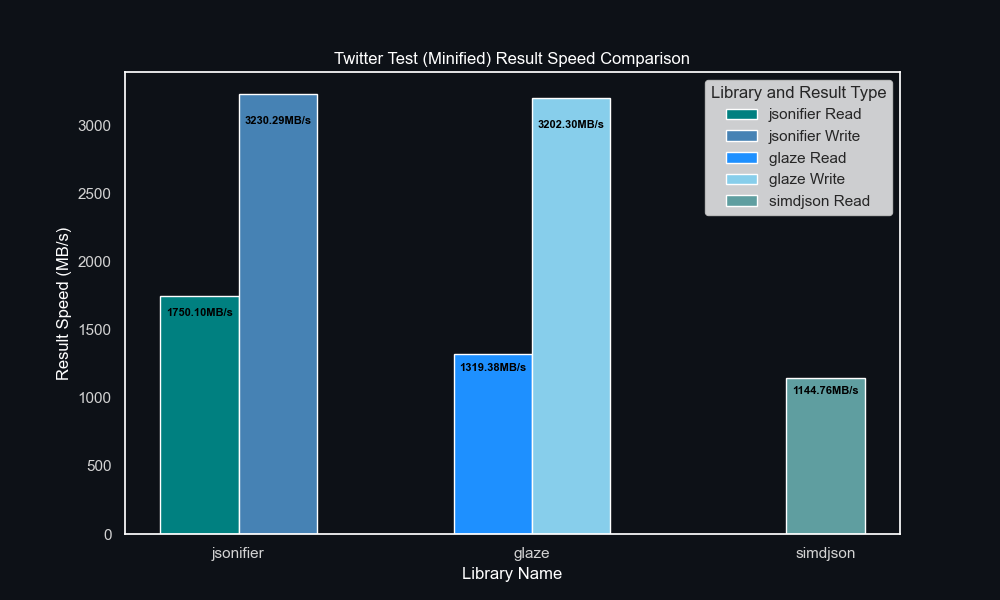 Twitter Test (Minified) Result Speed Comparison
Library and Result Type
jsonifier Read
jsonifier Write
glaze Read
glaze Write
simdjson Read
Result Speed (MB/s)
3000
2500
2000
1500
1000
500
0
3230.29MB/s
3202.30MB/s
1750.10MB/s
1319.38MB/s
1144.76MB/s
jsonifier
glaze
simdjson
Library Name